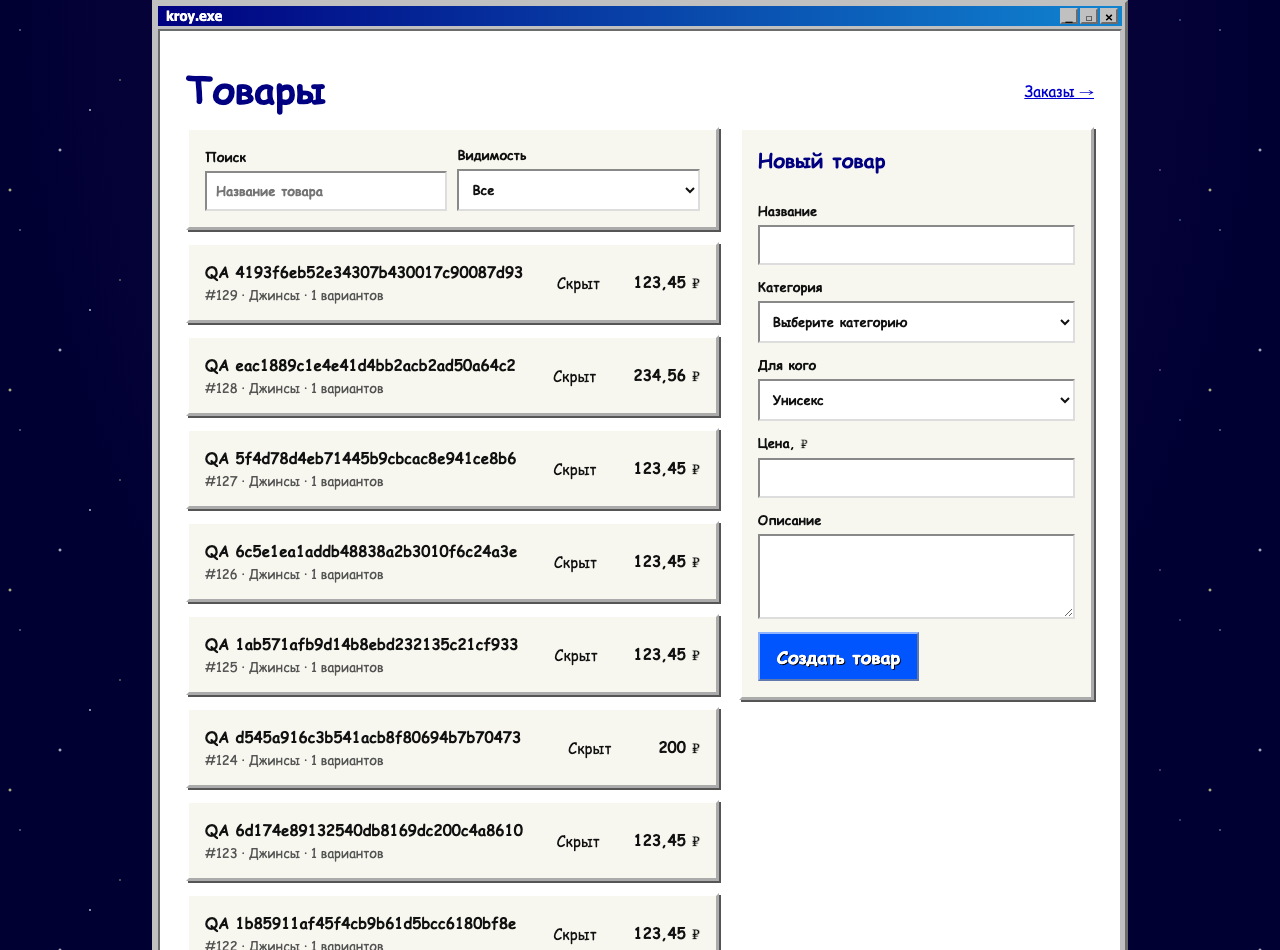 kroy.exe
Товары
Заказы →
Поиск
Название товара
Видимость
Все
QA 4193f6eb52e34307b430017c90087d93
#129 · Джинсы · 1 вариантов
Скрыт
123,45 ₽
QA eac1889c1e4e41d4bb2acb2ad50a64c2
#128 · Джинсы · 1 вариантов
Скрыт
234,56 ₽
QA 5f4d78d4eb71445b9cbcac8e941ce8b6
#127 · Джинсы · 1 вариантов
Скрыт
123,45 ₽
QA 6c5e1ea1addb48838a2b3010f6c24a3e
#126 · Джинсы · 1 вариантов
Скрыт
123,45 ₽
QA 1ab571afb9d14b8ebd232135c21cf933
#125 · Джинсы · 1 вариантов
Скрыт
123,45 ₽
QA d545a916c3b541acb8f80694b7b70473
#124 · Джинсы · 1 вариантов
Скрыт
200 ₽
QA 6d174e89132540db8169dc200c4a8610
#123 · Джинсы · 1 вариантов
Скрыт
123,45 ₽
QA 1b85911af45f4cb9b61d5bcc6180bf8e
#122 · Джинсы · 1 вариантов
Скрыт
123,45 ₽
Новый товар
Название
Категория
Выберите категорию
Для кого
Унисекс
Цена, ₽
Описание
Создать товар